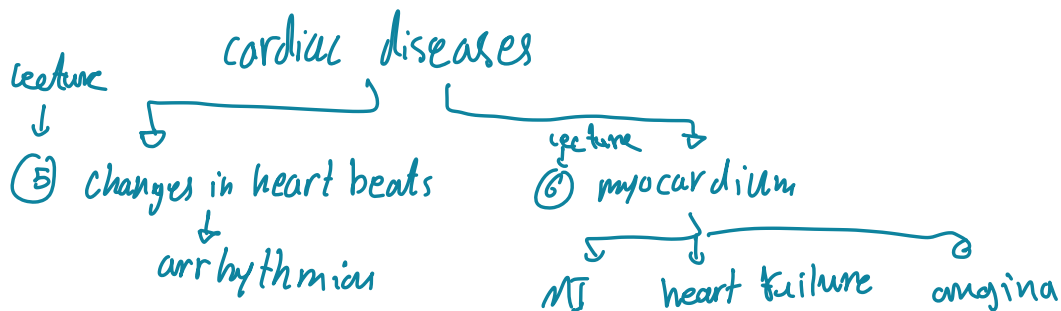 cardiac diseases
lecture
lecture
5 changes in heart beats
6 myocardium
arrhythmias
MI heart failure angina